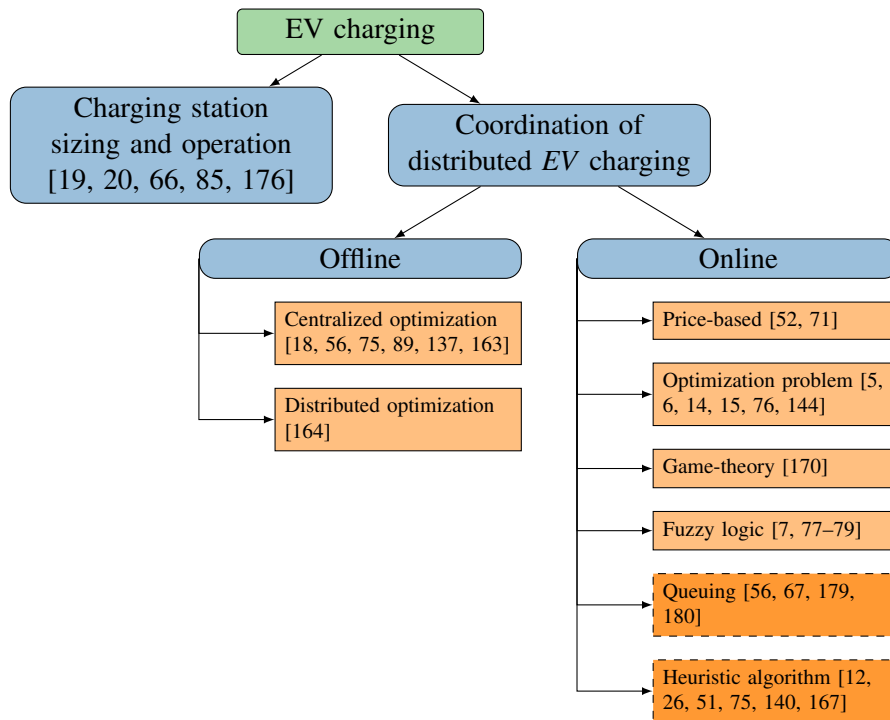 EV charging
Charging station
sizing and operation
[19, 20, 66, 85, 176]
Coordination of
distributed EV charging
Offline
Centralized optimization
[18, 56, 75, 89, 137, 163]
Distributed optimization
[164]
Online
Price-based [52, 71]
Optimization problem [5,
6, 14, 15, 76, 144]
Game-theory [170]
Fuzzy logic [7, 77–79]
Queuing [56, 67, 179,
180]
Heuristic algorithm [12,
26, 51, 75, 140, 167]